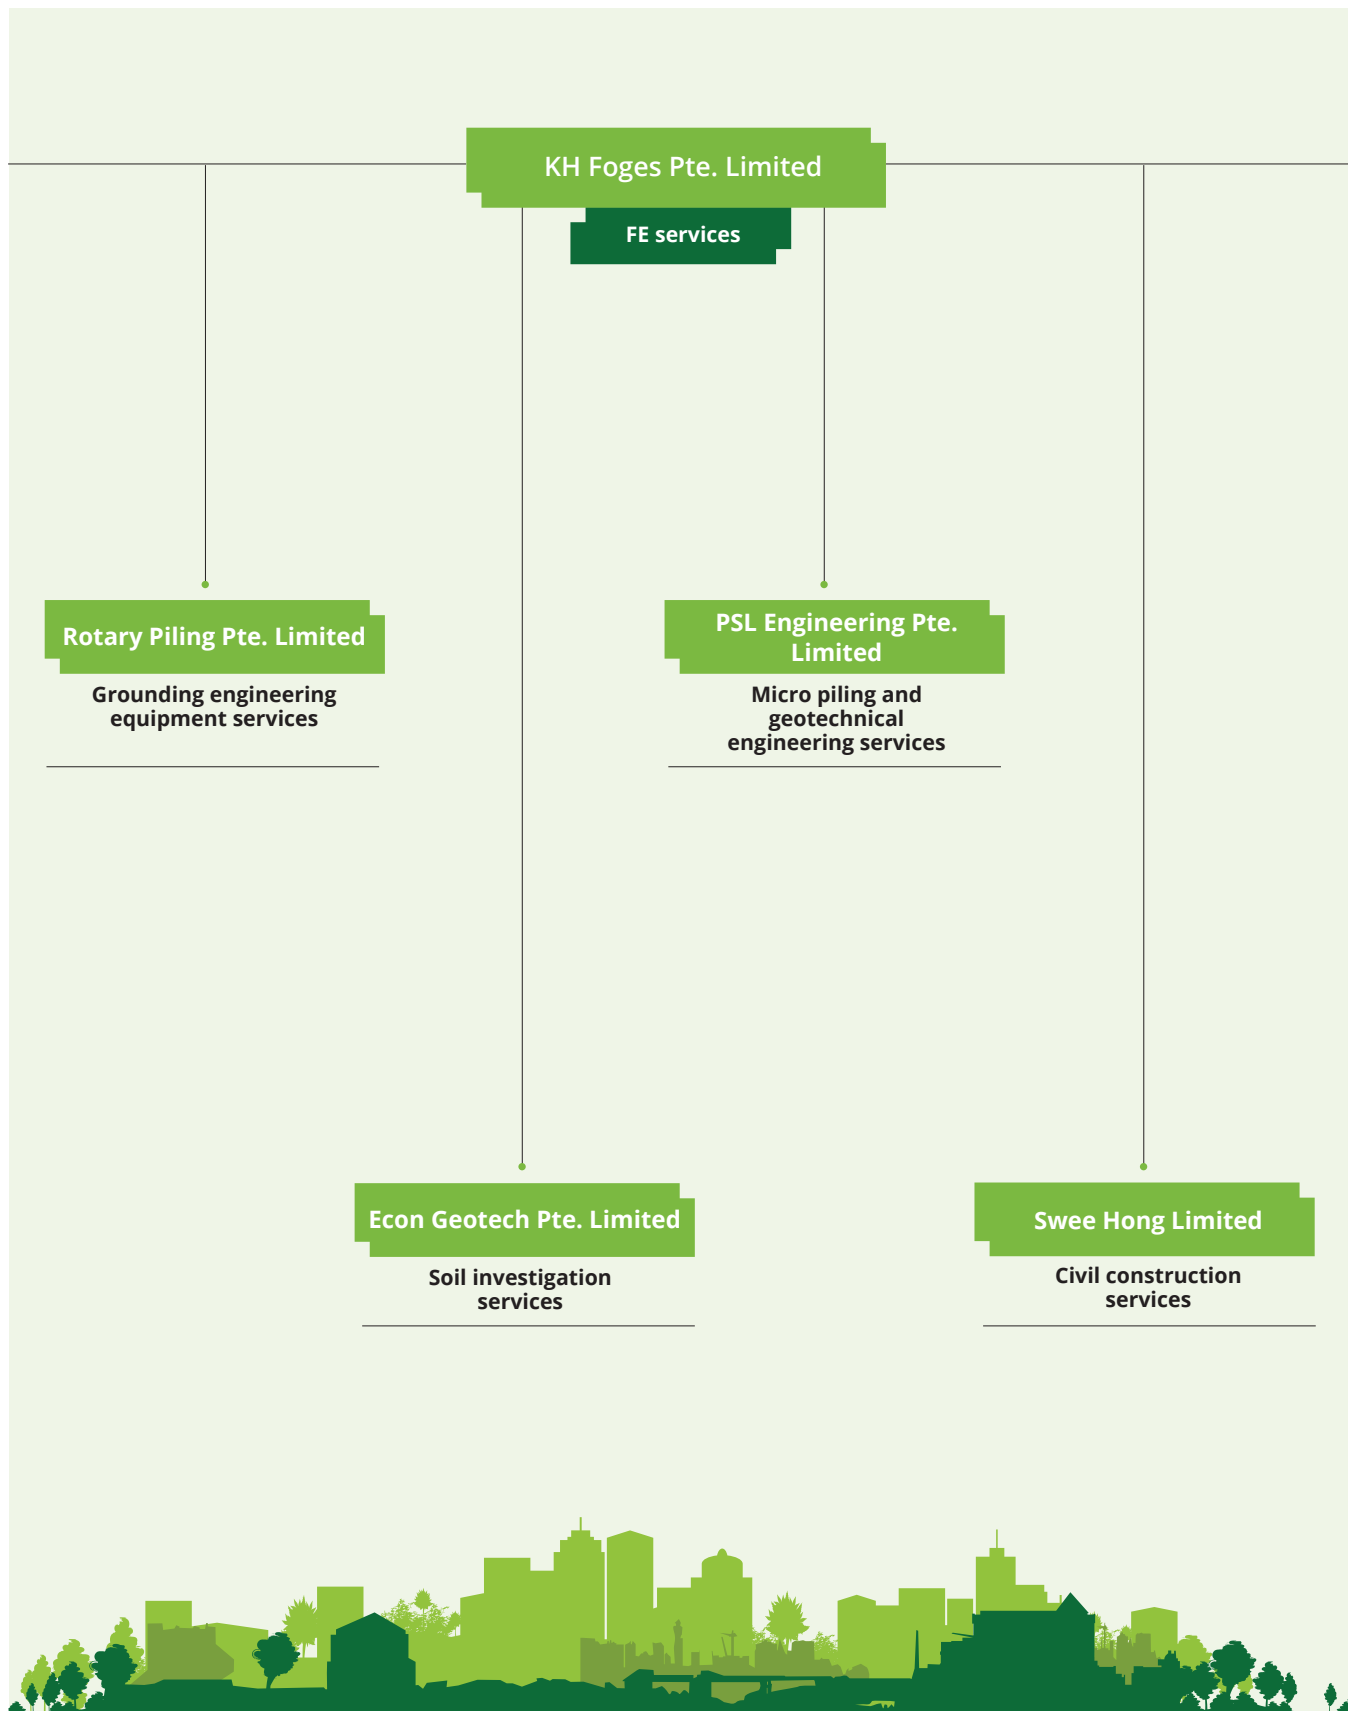 KH Foges Pte. Limited
FE services
Rotary Piling Pte. Limited
Grounding engineering
equipment services
PSL Engineering Pte.
Limited
Micro piling and
geotechnical
engineering services
Econ Geotech Pte. Limited
Soil investigation
services
Swee Hong Limited
Civil construction
services